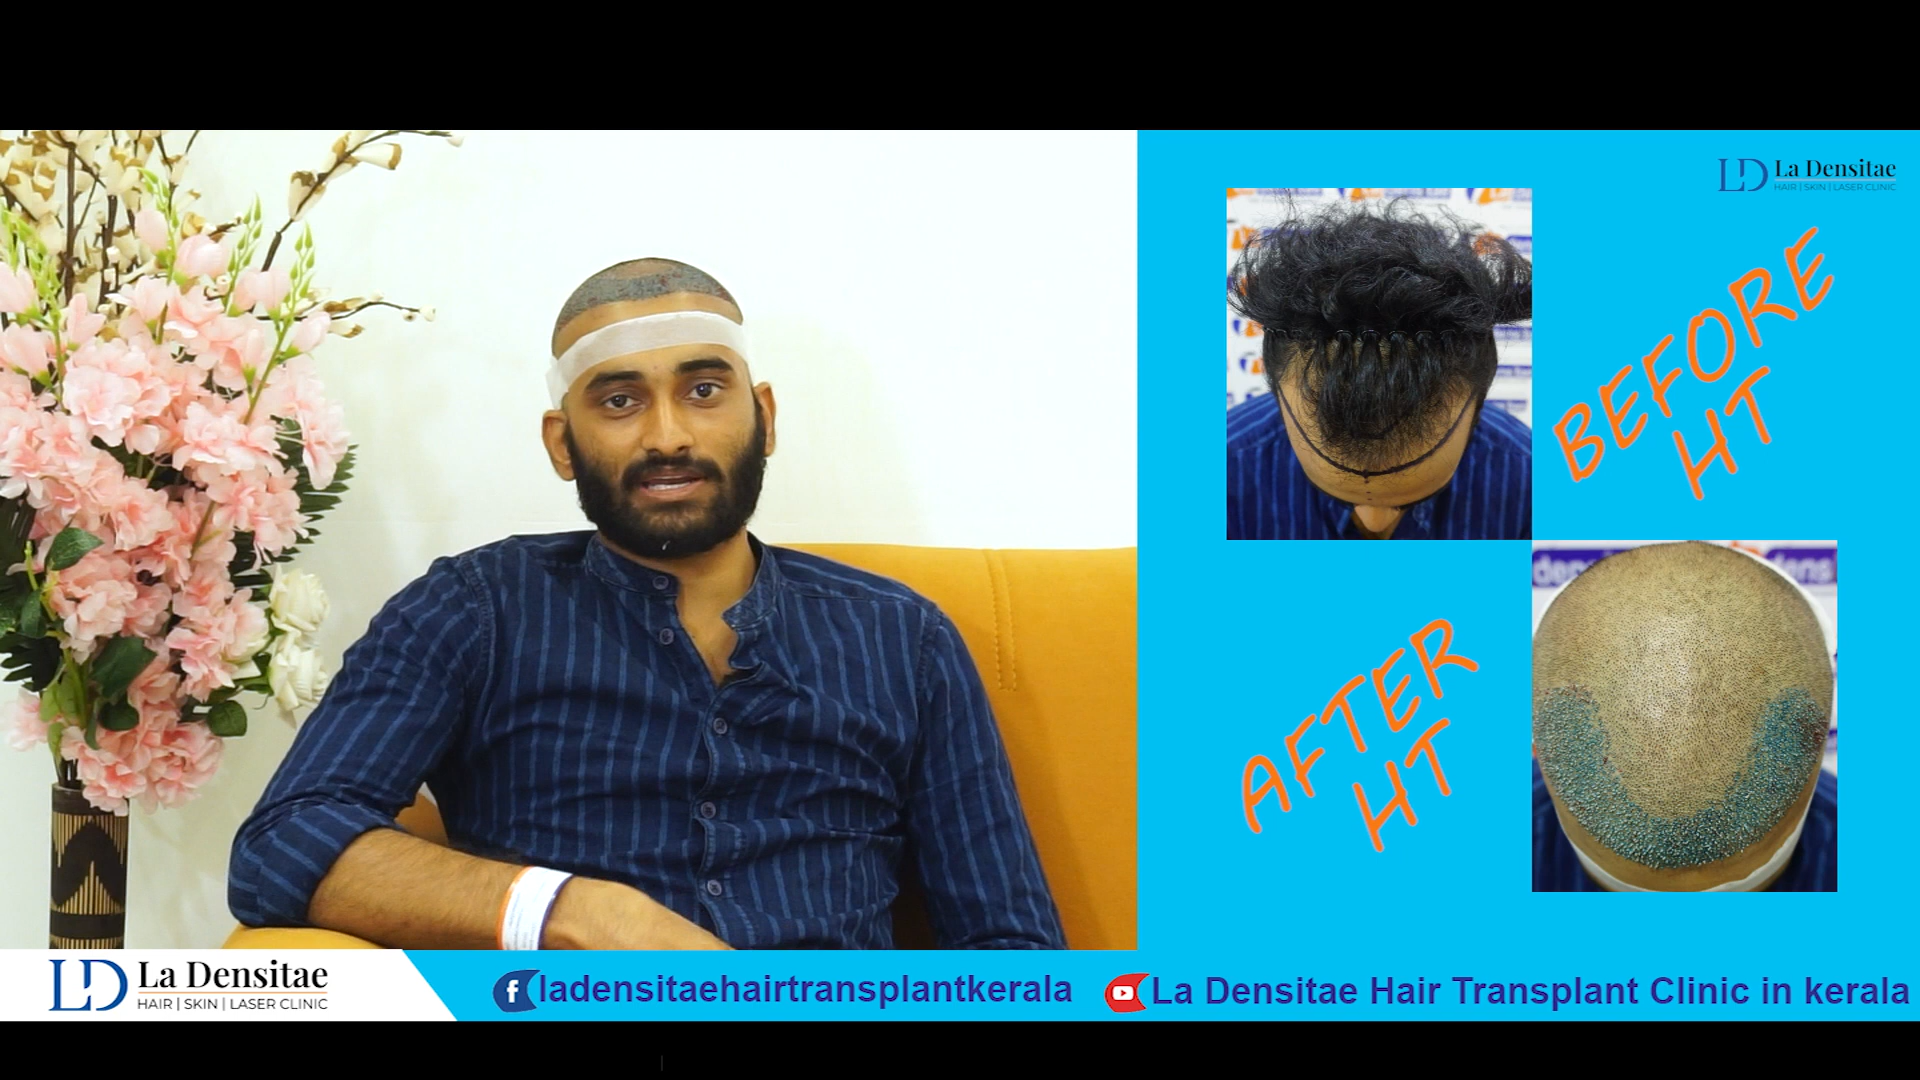 La Densitae
HAIR | SKIN | LASER CLINIC
BEFORE
HT
AFTER
HT
La Densitae
HAIR | SKIN | LASER CLINIC
ladensitaehairtransplantkerala
La Densitae Hair Transplant Clinic in kerala